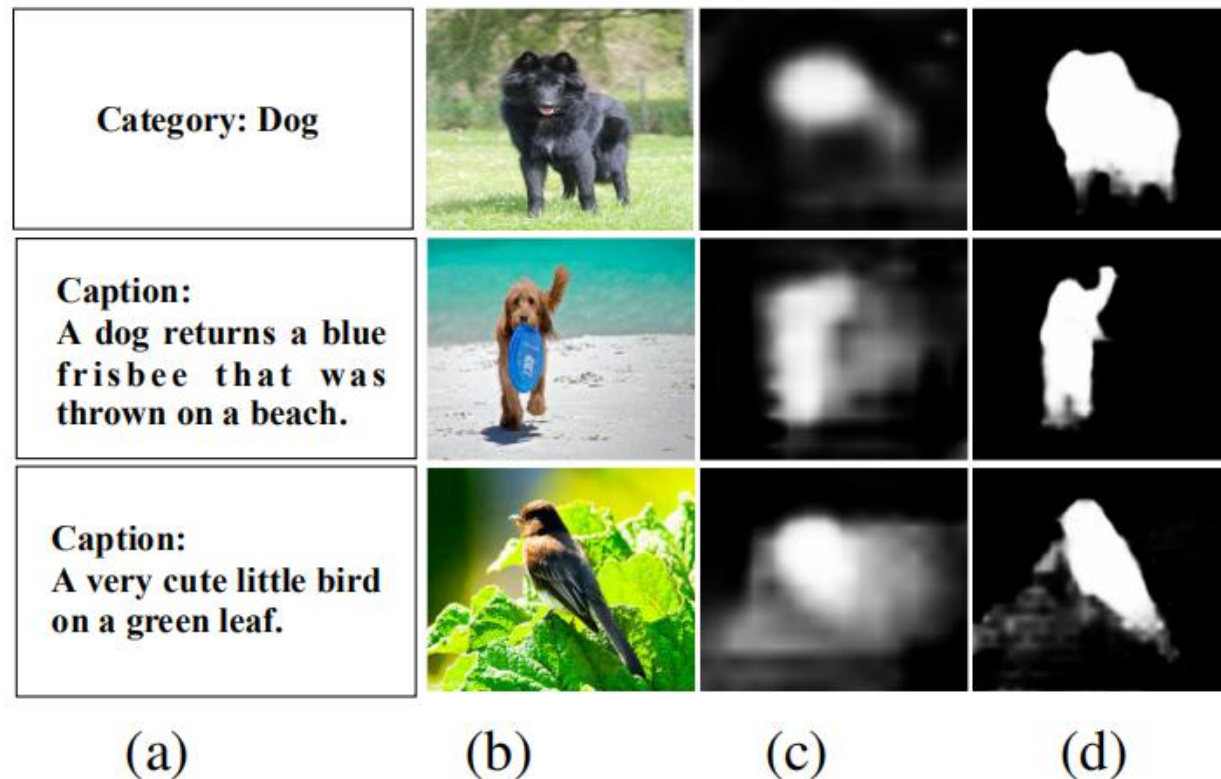 Category: Dog
Caption:
A dog returns a blue
frisbee that was
thrown on a beach.
Caption:
A very cute little bird
on a green leaf.
(a) (b) (c) (d)